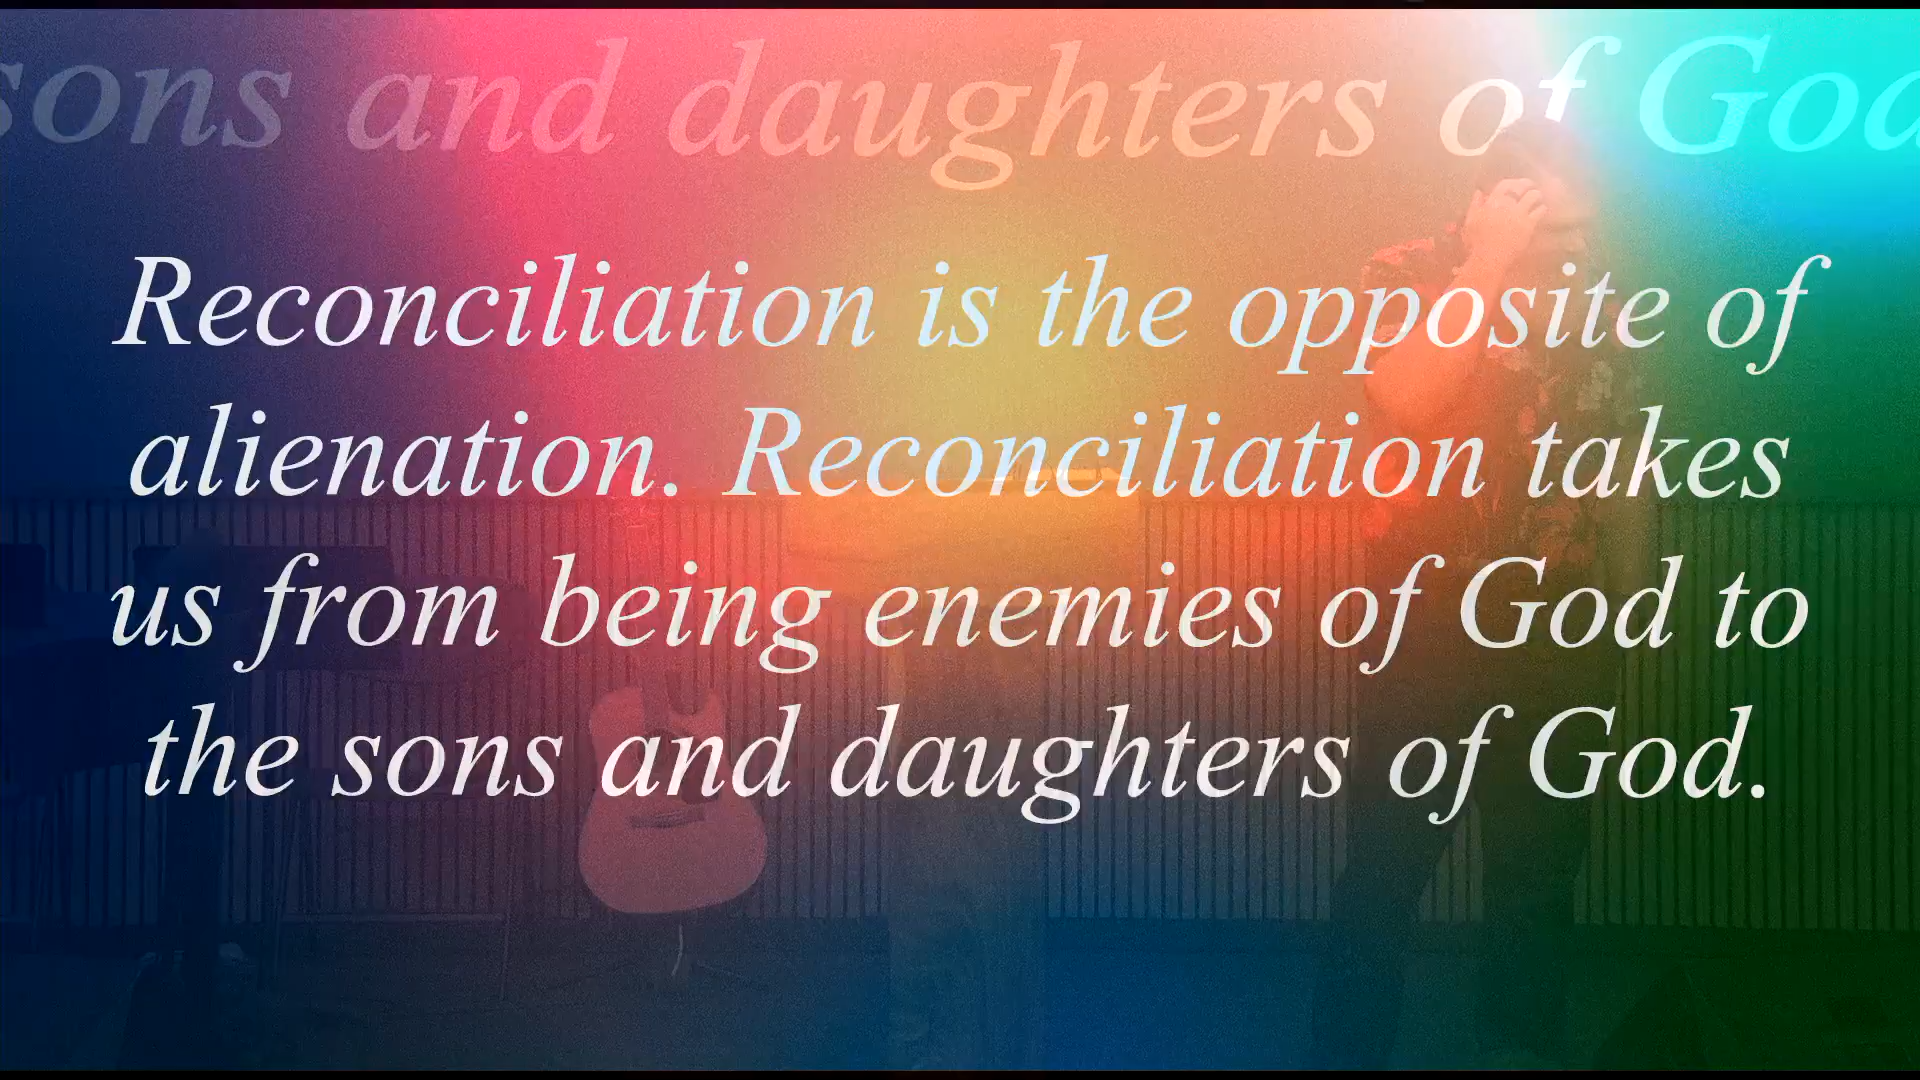 sons and daughters of God
Reconciliation is the opposite of
alienation. Reconciliation takes
us from being enemies of God to
the sons and daughters of God.